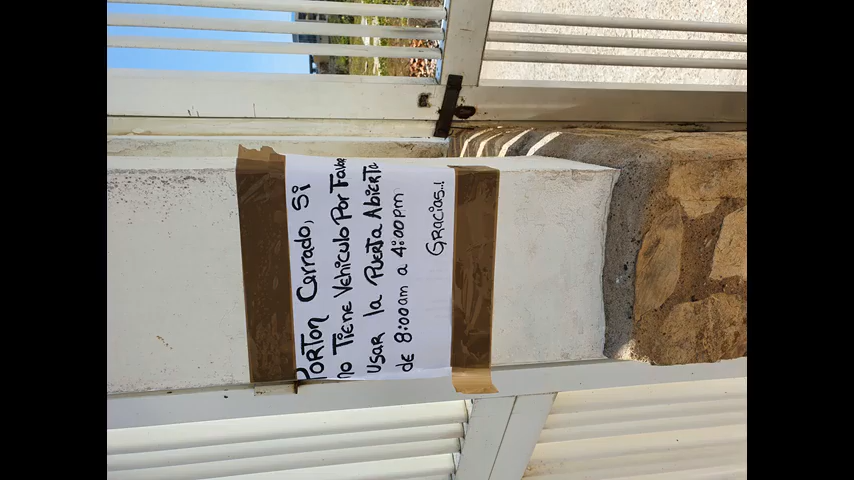 PORTON Cerrado, Si
no Tiene Vehiculo Por Favor
Usar la Puerta Abierta
de 8:00am a 4:00pm
Gracias..!